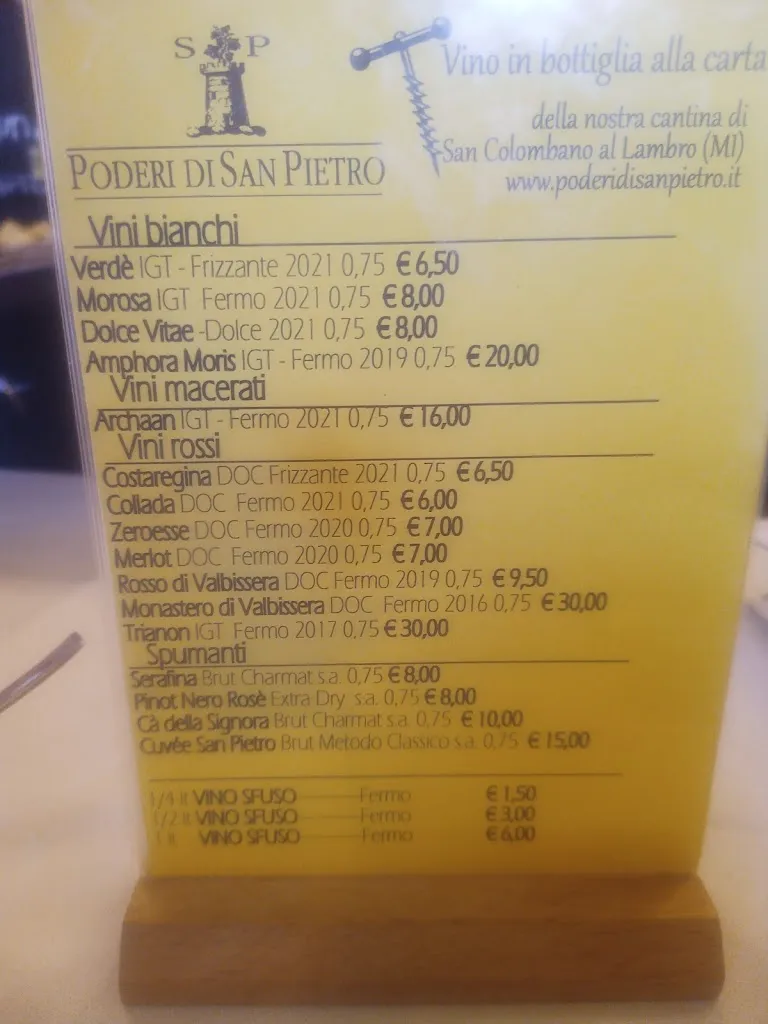 S P
PODERI DI SAN PIETRO
Vino in bottiglia alla carta
della nostra cantina di
San Colombano al Lambro (MI)
www.poderidisanpietro.it
Vini bianchi
Verdè IGT - Frizzante 2021 0,75 € 6,50
Morosa IGT Fermo 2021 0,75 € 8,00
Dolce Vitae -Dolce 2021 0,75 € 8,00
Amphora Moris IGT - Fermo 2019 0,75 € 20,00
Vini macerati
Archaan IGT - Fermo 2021 0,75 € 16,00
Vini rossi
Costaregina DOC Frizzante 2021 0,75 € 6,50
Collada DOC Fermo 2021 0,75 € 6,00
Zeroesse DOC Fermo 2020 0,75 € 7,00
Merlot DOC Fermo 2020 0,75 € 7,00
Rosso di Valbissera DOC Fermo 2019 0,75 € 9,50
Monastero di Valbissera DOC Fermo 2016 0,75 € 30,00
Trianon IGT Fermo 2017 0,75 € 30,00
Spumanti
Serafina Brut Charmat s.a. 0,75 € 8,00
Pinot Nero Rosè Extra Dry s.a. 0,75 € 8,00
Cà della Signora Brut Charmat s.a. 0,75 € 10,00
Cuvée San Pietro Brut Metodo Classico s.a. 0,75 € 15,00
1/4 lt VINO SFUSO Fermo € 1,50
1/2 lt VINO SFUSO Fermo € 3,00
1 lt VINO SFUSO Fermo € 6,00